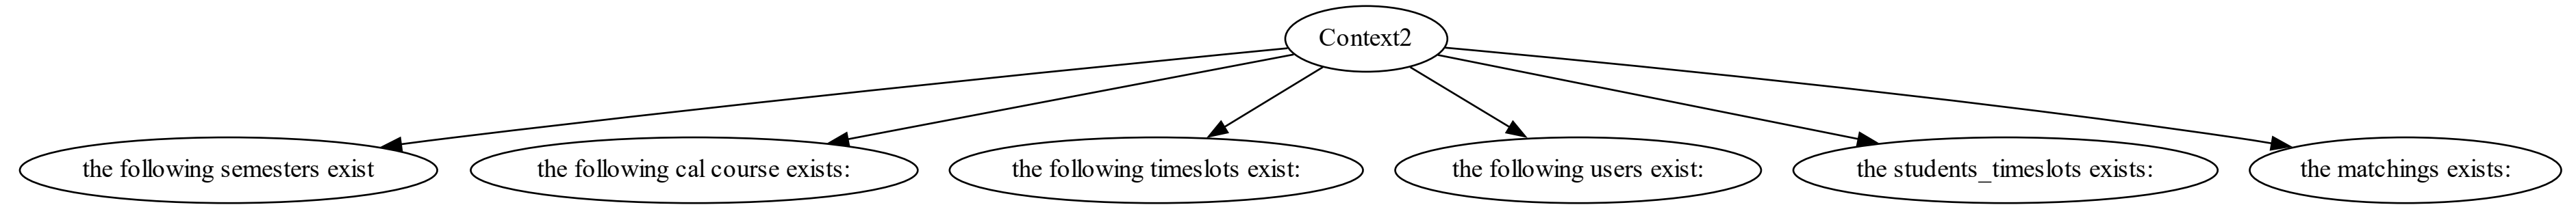 Context2
the following semesters exist
the following cal course exists:
the following timeslots exist:
the following users exist:
the students_timeslots exists:
the matchings exists: